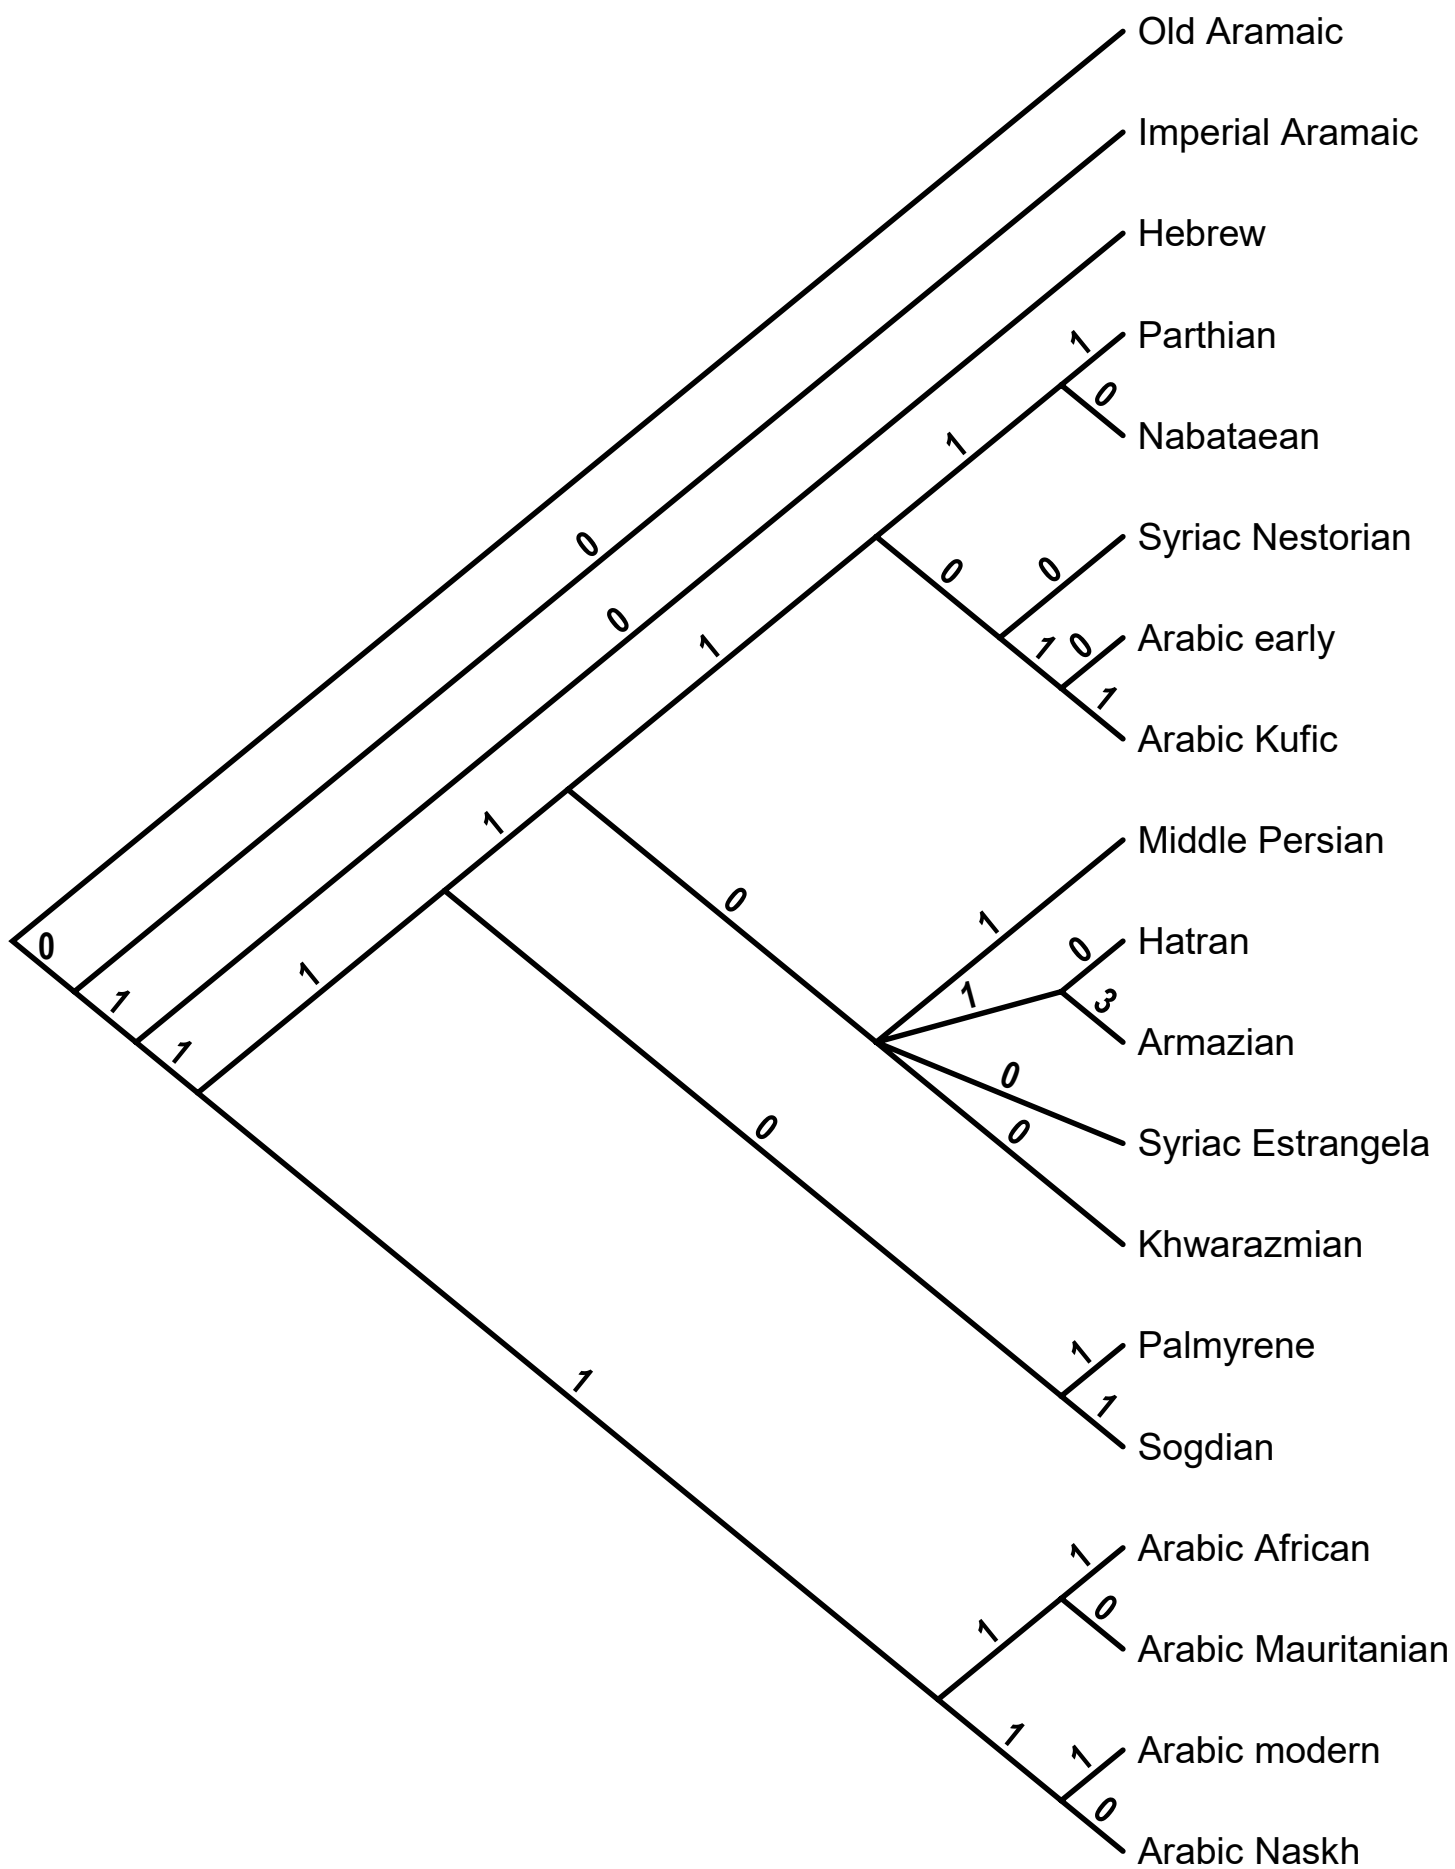 Old Aramaic
Imperial Aramaic
Hebrew
1
Parthian
0
1
Nabataean
0
0
Syriac Nestorian
0
0
1
1
0
Arabic early
1
Arabic Kufic
1
Middle Persian
0
1
0
Hatran
0
1
1
3
1
Armazian
1
0
Syriac Estrangela
0
0
Khwarazmian
1
Palmyrene
1
1
Sogdian
1
Arabic African
0
1
Arabic Mauritanian
1
1
Arabic modern
0
Arabic Naskh